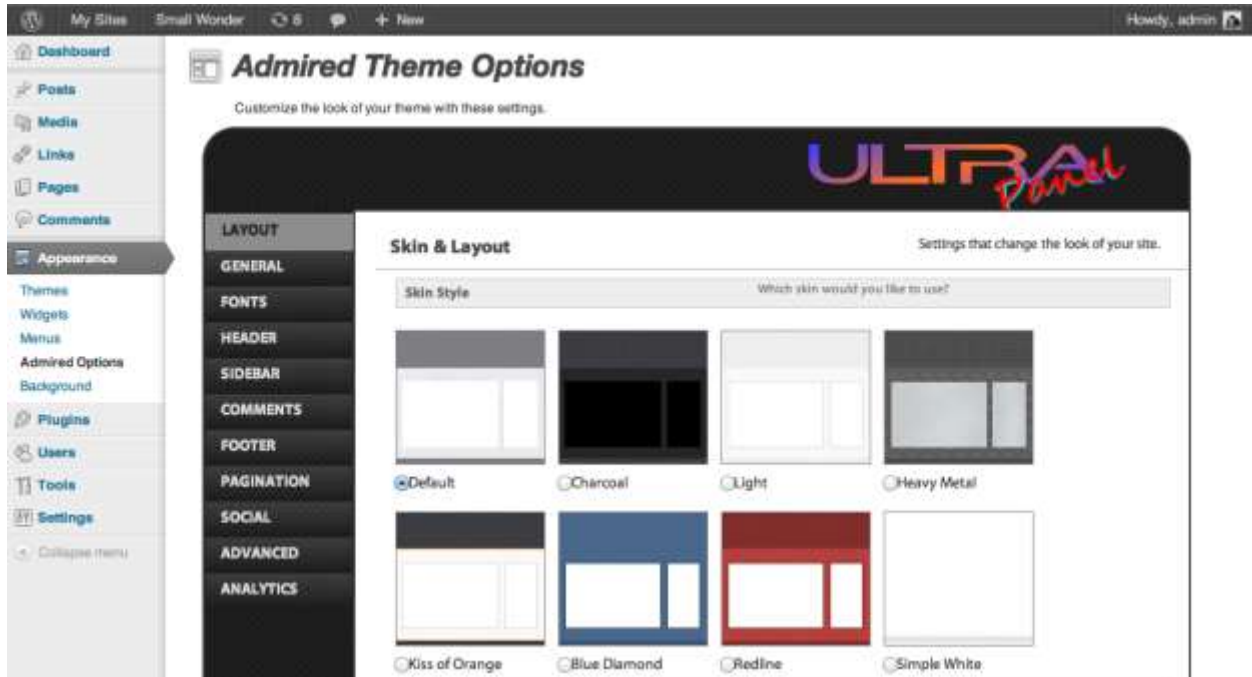 My Sites Small Wonder 6 + New Howdy, admin
Dashboard
Posts
Media
Links
Pages
Comments
Appearance
Themes
Widgets
Menus
Admired Options
Background
Plugins
Users
Tools
Settings
Collapse menu
Admired Theme Options
Customize the look of your theme with these settings.
ULTRA
Panel
LAYOUT
GENERAL
FONTS
HEADER
SIDEBAR
COMMENTS
FOOTER
PAGINATION
SOCIAL
ADVANCED
ANALYTICS
Skin & Layout Settings that change the look of your site.
Skin Style Which skin would you like to use?
Default Charcoal Light Heavy Metal
Kiss of Orange Blue Diamond Redline Simple White